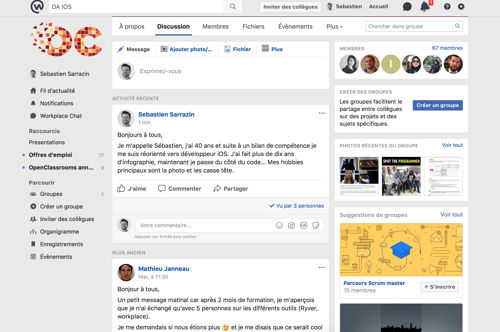 DA IOS
Inviter des collègues
Sebastien
Accueil
À propos
Discussion
Membres
Fichiers
Évènements
Plus
Chercher dans ce groupe
OC
Sebastien Sarrazin
Fil d'actualité
Notifications
Workplace Chat
Raccourcis
Presentations
Offres d'emploi
20+
OpenClassrooms ann...
Parcourir
Groupes
3
Créer un groupe
Inviter des collègues
Organigramme
Enregistrements
Évènements
Message
Ajouter photo/...
Fichier
Plus
Exprimez-vous
ACTIVITÉ RÉCENTE
Sebastien Sarrazin
1 min
Bonjours à tous,
Je m'appelle Sébastien, j'ai 40 ans et suite à un bilan de compétence je
me suis réorienté vers développeur iOS. J'ai fait plus de dix ans
d'infographie, maintenant je passe du côté du code... Mes hobbies
principaux sont la photo et les casse tête.
J'aime
Commenter
Partager
Vu par 3 personnes
Votre commentaire...
Appuyez sur Entrée pour publier.
PLUS ANCIEN
Mathieu Janneau
Hier, à 11:30
Bonjour à tous,
Un petit message matinal car après 2 mois de formation, je m'aperçois
que je n'ai échangé qu'avec 5 personnes sur les différents outils (Ryver,
workplace).
Je me demandais si nous étions plus 😉 et je me disais que ce serait cool
MEMBRES
67 membres
CRÉER DES GROUPES
Les groupes facilitent le
partage entre collègues
sur des projets et des
sujets spécifiques.
Créer un groupe
PHOTOS RÉCENTES DU GROUPE
Voir tout
SPOT THE PROGRAMMER
Suggestions de groupes
Voir tout
Parcours Scrum master
15 membres
+ S'inscrire